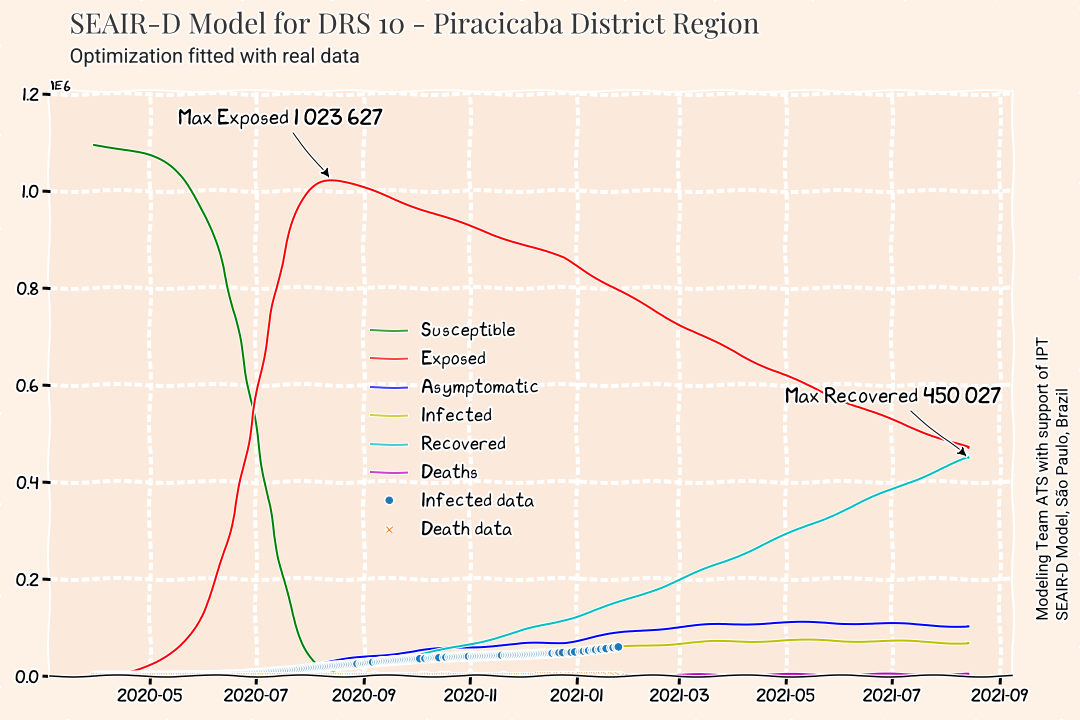 SEAIR-D Model for DRS 10 - Piracicaba District Region
Optimization fitted with real data
1E6
1.2
1.0
0.8
0.6
0.4
0.2
0.0
Max Exposed 1 023 627
Max Recovered 450 027
Susceptible
Exposed
Asymptomatic
Infected
Recovered
Deaths
Infected data
Death data
2020-05
2020-07
2020-09
2020-11
2021-01
2021-03
2021-05
2021-07
2021-09
Modeling Team ATS with support of IPT
SEAIR-D Model, São Paulo, Brazil